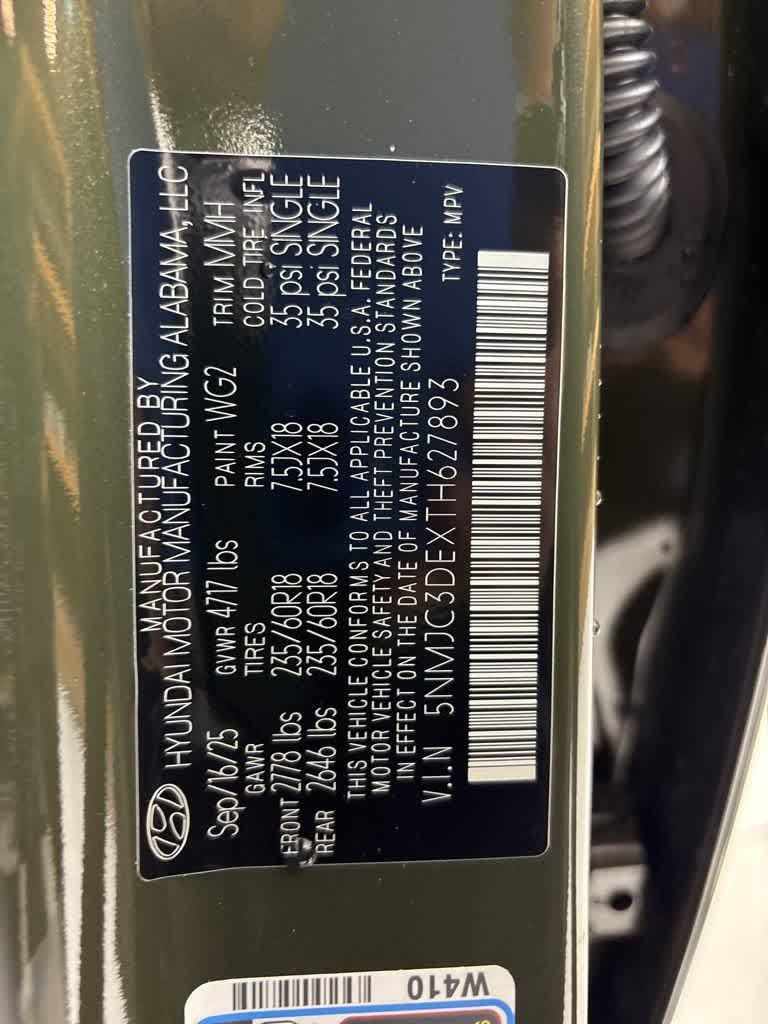 MANUFACTURED BY
HYUNDAI MOTOR MANUFACTURING ALABAMA, LLC
Sep/16/25 GVWR 4717 lbs PAINT WG2 TRIM MMH
GAWR TIRES RIMS COLD TIRE INFL
FRONT 2778 lbs 235/60R18 7.5JX18 35 psi SINGLE
REAR 2646 lbs 235/60R18 7.5JX18 35 psi SINGLE
THIS VEHICLE CONFORMS TO ALL APPLICABLE U.S.A. FEDERAL
MOTOR VEHICLE SAFETY AND THEFT PREVENTION STANDARDS
IN EFFECT ON THE DATE OF MANUFACTURE SHOWN ABOVE
V.I.N 5NMJC3DEXTH627893 TYPE: MPV
W410